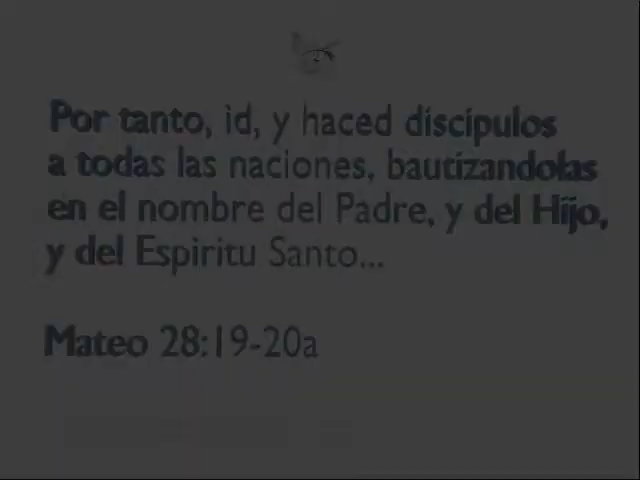 Por tanto, id, y haced discipulos
a todas las naciones, bautizandolas
en el nombre del Padre, y del Hijo,
y del Espiritu Santo...
Mateo 28:19-20a